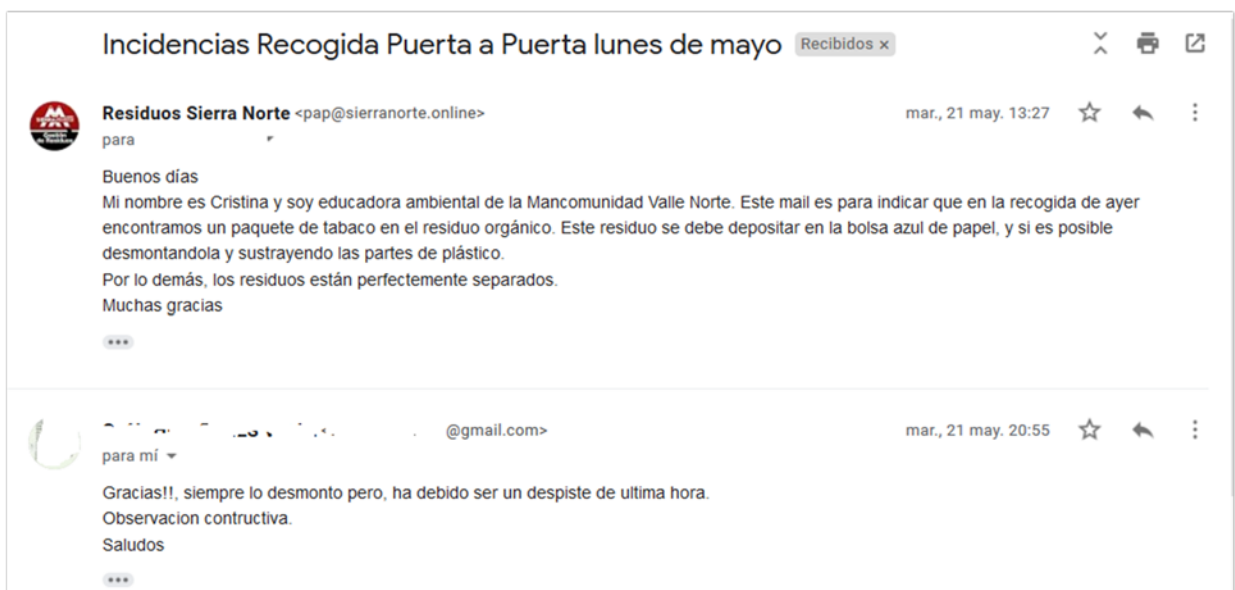 Incidencias Recogida Puerta a Puerta lunes de mayo Recibidos x
Residuos Sierra Norte <pap@sierranorte.online> mar., 21 may. 13:27
para
Buenos días
Mi nombre es Cristina y soy educadora ambiental de la Mancomunidad Valle Norte. Este mail es para indicar que en la recogida de ayer
encontramos un paquete de tabaco en el residuo orgánico. Este residuo se debe depositar en la bolsa azul de papel, y si es posible
desmontandola y sustrayendo las partes de plástico.
Por lo demás, los residuos están perfectamente separados.
Muchas gracias
@gmail.com> mar., 21 may. 20:55
para mí
Gracias!!, siempre lo desmonto pero, ha debido ser un despiste de ultima hora.
Observacion contructiva.
Saludos